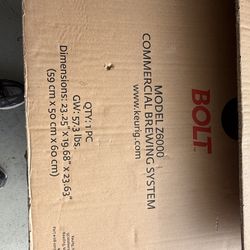 BOLT
MODEL Z6000
COMMERCIAL BREWING SYSTEM
www.keurig.com
QTY: 1 PC
GW: 57.3 lbs.
Dimensions: 23.25" X 19.68" X 23.63"
(59 cm x 50 cm x 60 cm)